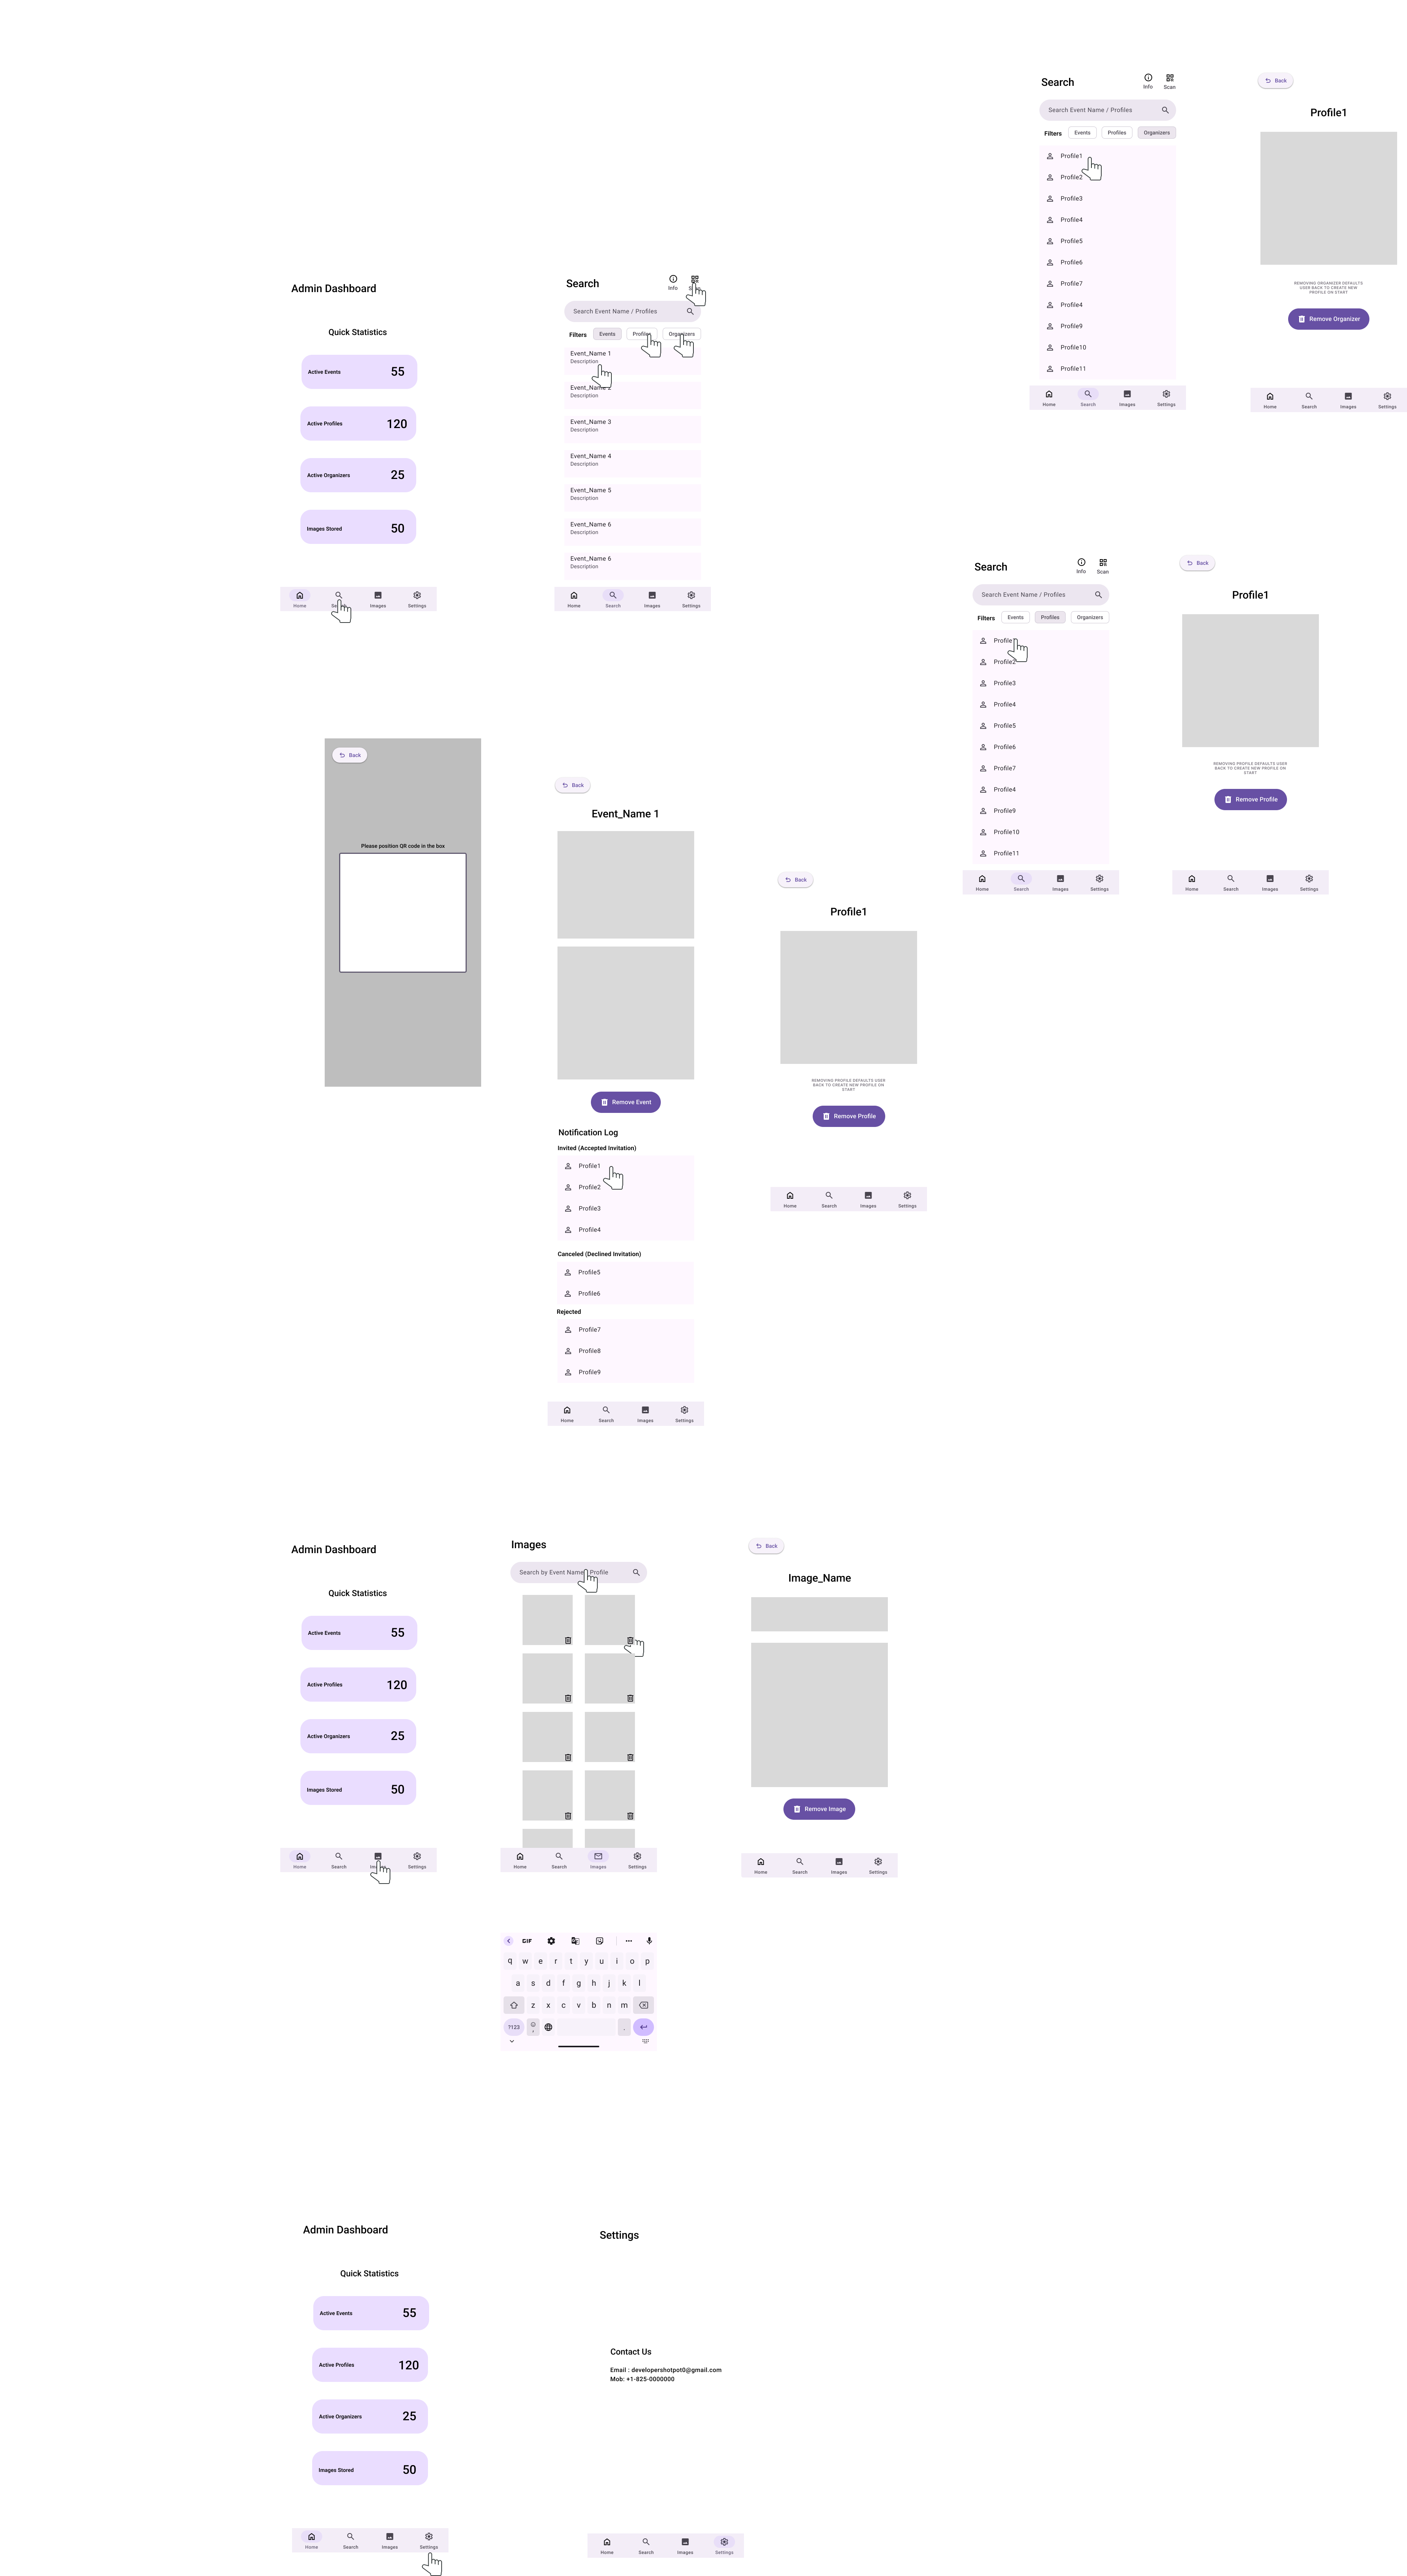 Search
Info
Scan
Search Event Name / Profiles
Filters
Events
Profiles
Organizers
Profile1
Profile2
Profile3
Profile4
Profile5
Profile6
Profile7
Profile4
Profile9
Profile10
Profile11
Home
Search
Images
Settings
Back
Profile1
REMOVING ORGANIZER DEFAULTS
USER BACK TO CREATE NEW
PROFILE ON START
Remove Organizer
Home
Search
Images
Settings
Admin Dashboard
Quick Statistics
Active Events 55
Active Profiles 120
Active Organizers 25
Images Stored 50
Home
Images
Settings
Search
Info
Search Event Name / Profiles
Filters
Events
Profiles
Organizers
Event_Name 1
Description
Event_Name 2
Description
Event_Name 3
Description
Event_Name 4
Description
Event_Name 5
Description
Event_Name 6
Description
Event_Name 6
Description
Home
Search
Images
Settings
Search
Info
Scan
Search Event Name / Profiles
Filters
Events
Profiles
Organizers
Profile
Profile2
Profile3
Profile4
Profile5
Profile6
Profile7
Profile4
Profile9
Profile10
Profile11
Home
Search
Images
Settings
Back
Profile1
REMOVING PROFILE DEFAULTS USER
BACK TO CREATE NEW PROFILE ON
START
Remove Profile
Home
Search
Images
Settings
Back
Please position QR code in the box
Back
Event_Name 1
Remove Event
Notification Log
Invited (Accepted Invitation)
Profile1
Profile2
Profile3
Profile4
Canceled (Declined Invitation)
Profile5
Profile6
Rejected
Profile7
Profile8
Profile9
Home
Search
Images
Settings
Back
Profile1
REMOVING PROFILE DEFAULTS USER
BACK TO CREATE NEW PROFILE ON
START
Remove Profile
Home
Search
Images
Settings
Admin Dashboard
Quick Statistics
Active Events 55
Active Profiles 120
Active Organizers 25
Images Stored 50
Home
Search
Settings
Images
Search by Event Name Profile
Home
Search
Images
Settings
Back
Image_Name
Remove Image
Home
Search
Images
Settings
GIF
q w e r t y u i o p
a s d f g h j k l
z x c v b n m
?123 , .
Admin Dashboard
Quick Statistics
Active Events 55
Active Profiles 120
Active Organizers 25
Images Stored 50
Home
Search
Images
Settings
Settings
Contact Us
Email : developershotpot0@gmail.com
Mob: +1-825-0000000
Home
Search
Images
Settings